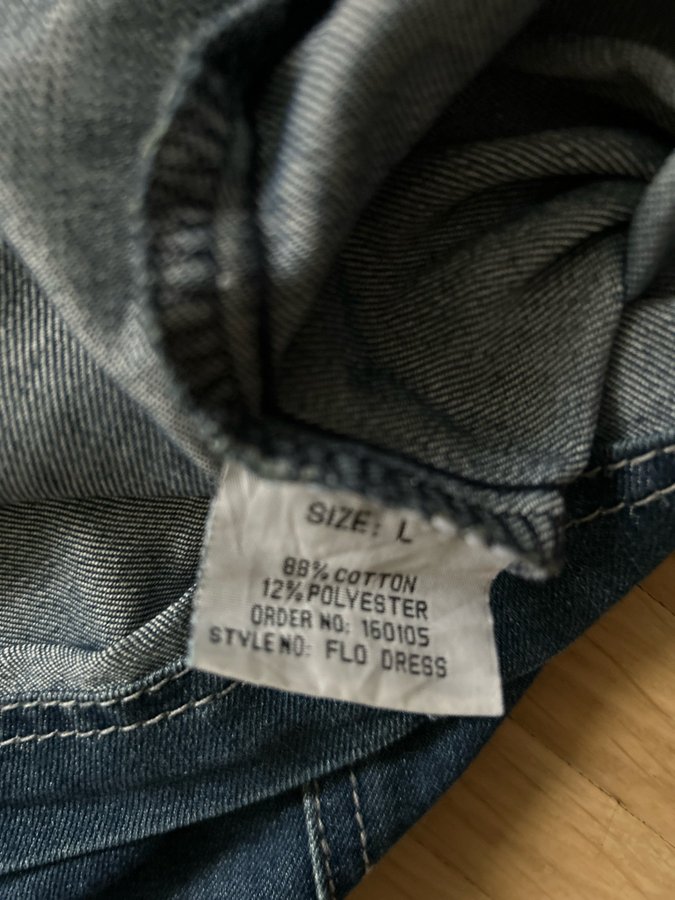 SIZE: L
88% COTTON
12% POLYESTER
ORDER NO: 160105
STYLE NO: FLO DRESS